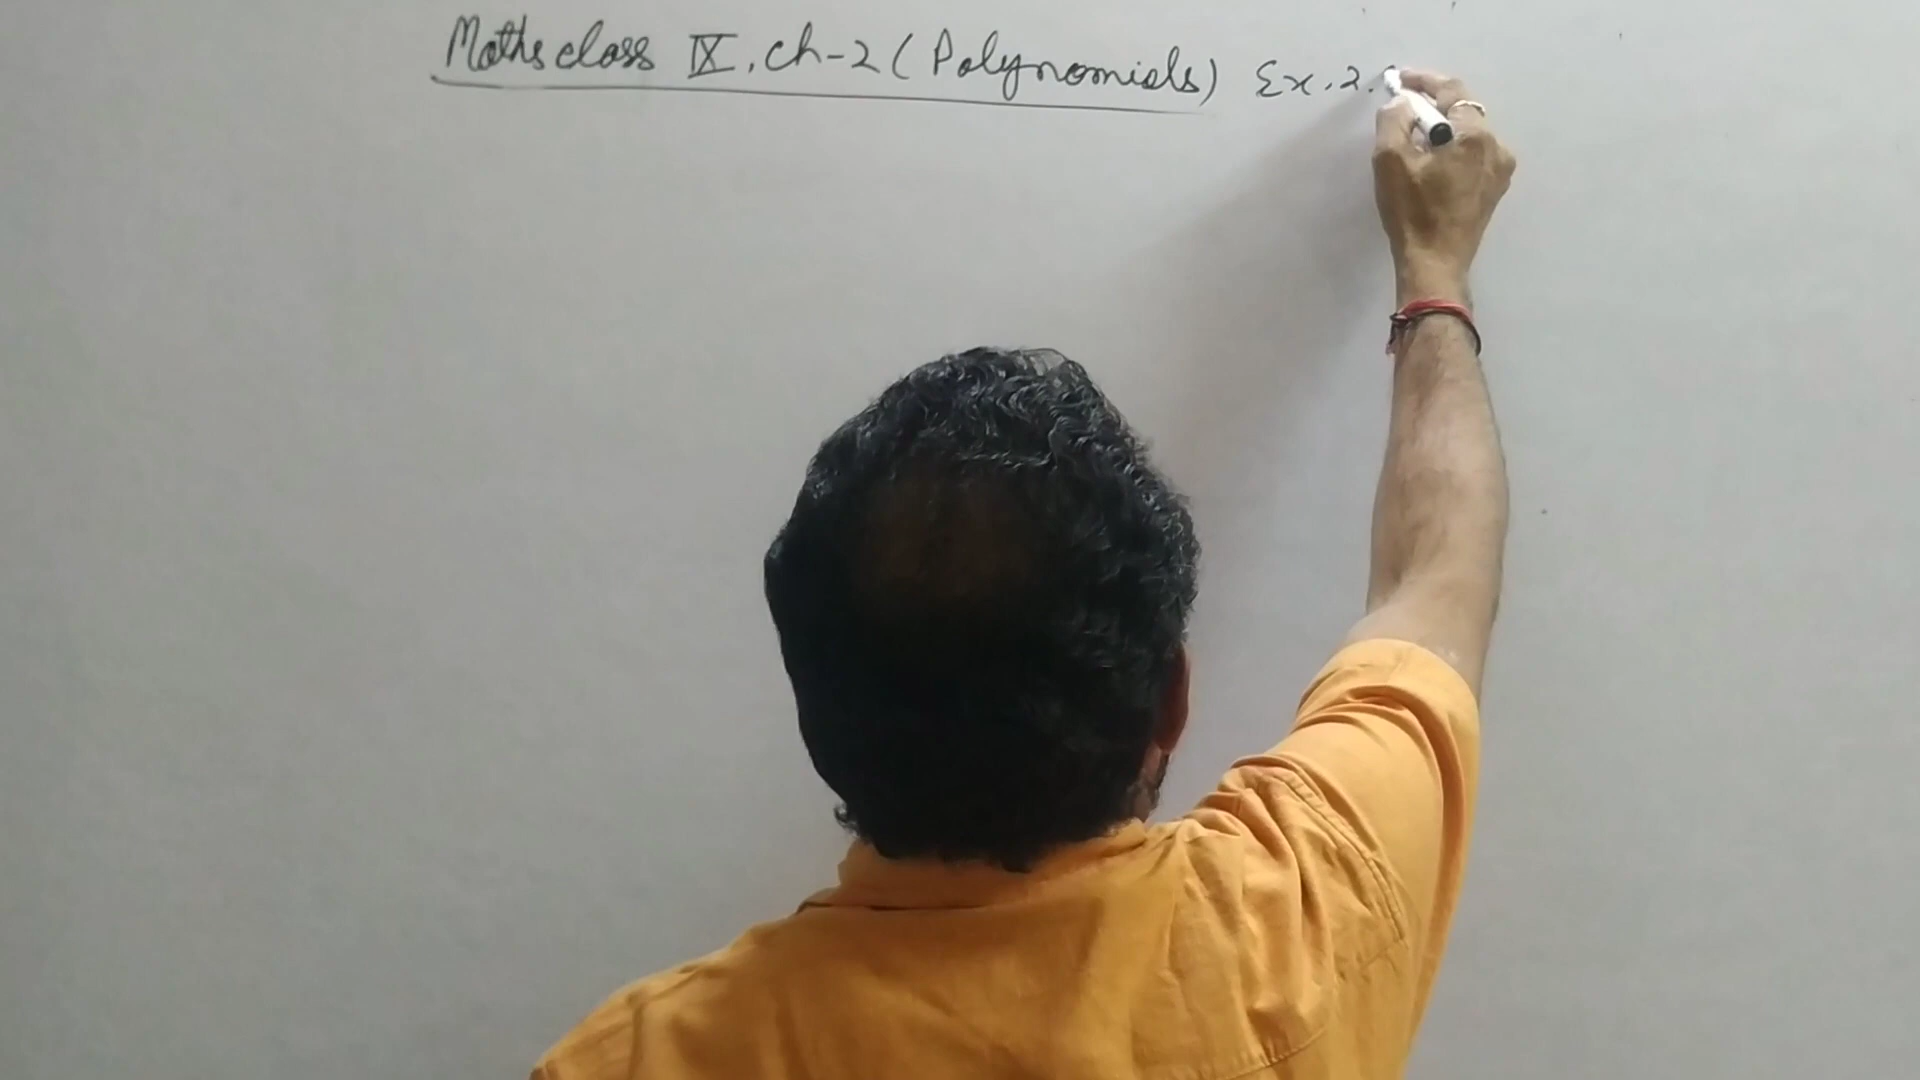 Maths class IX, ch-2 (Polynomials) Ex. 2.